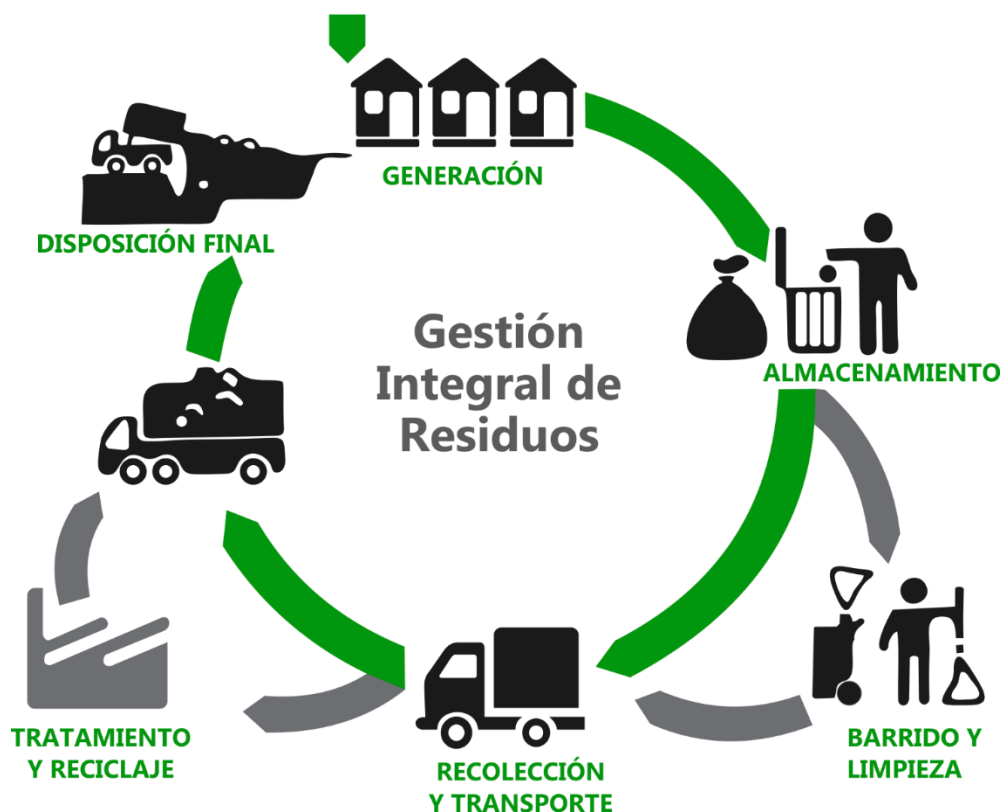 GENERACIÓN
DISPOSICIÓN FINAL
Gestión
Integral de
Residuos
ALMACENAMIENTO
TRATAMIENTO
Y RECICLAJE
RECOLECCIÓN
Y TRANSPORTE
BARRIDO Y
LIMPIEZA